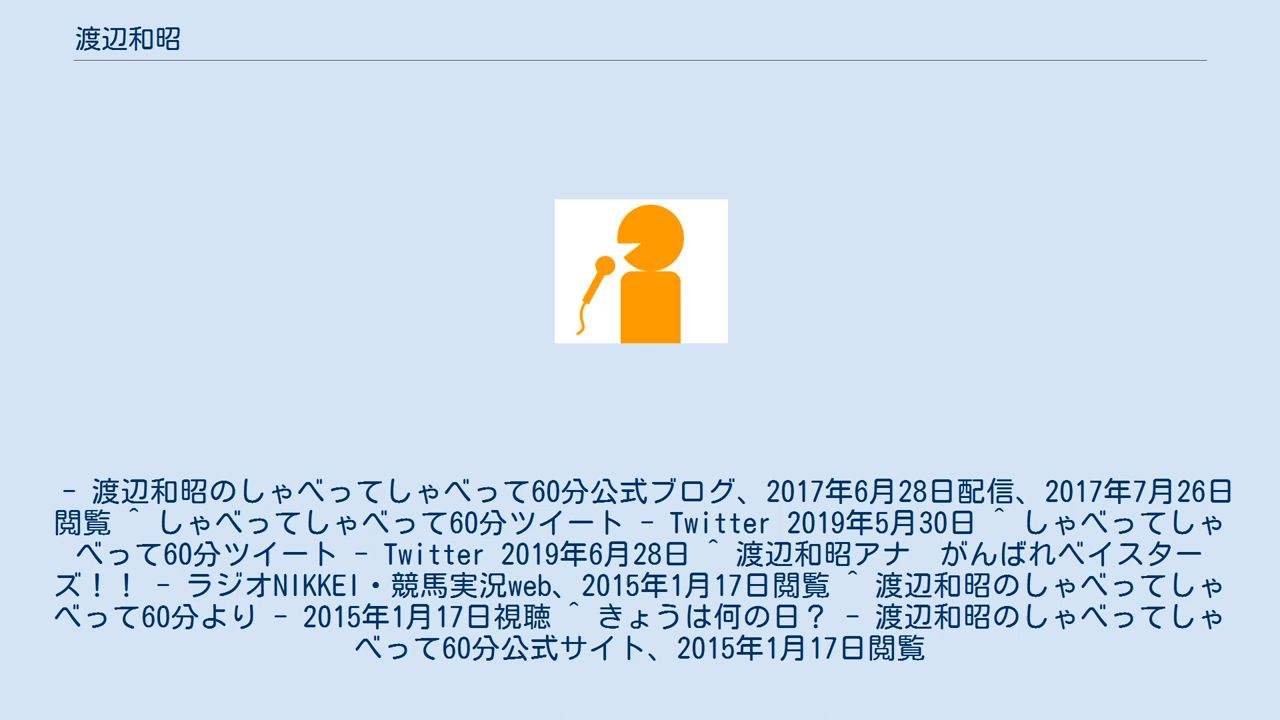 渡辺和昭
- 渡辺和昭のしゃべってしゃべって60分公式ブログ、2017年6月28日配信、2017年7月26日
閲覧 ^ しゃべってしゃべって60分ツイート - Twitter 2019年5月30日 ^ しゃべってしゃ
べって60分ツイート - Twitter 2019年6月28日 ^ 渡辺和昭アナ　がんばれベイスター
ズ！！ - ラジオNIKKEI・競馬実況web、2015年1月17日閲覧 ^ 渡辺和昭のしゃべってしゃ
べって60分より - 2015年1月17日視聴 ^ きょうは何の日？ - 渡辺和昭のしゃべってしゃ
べって60分公式サイト、2015年1月17日閲覧